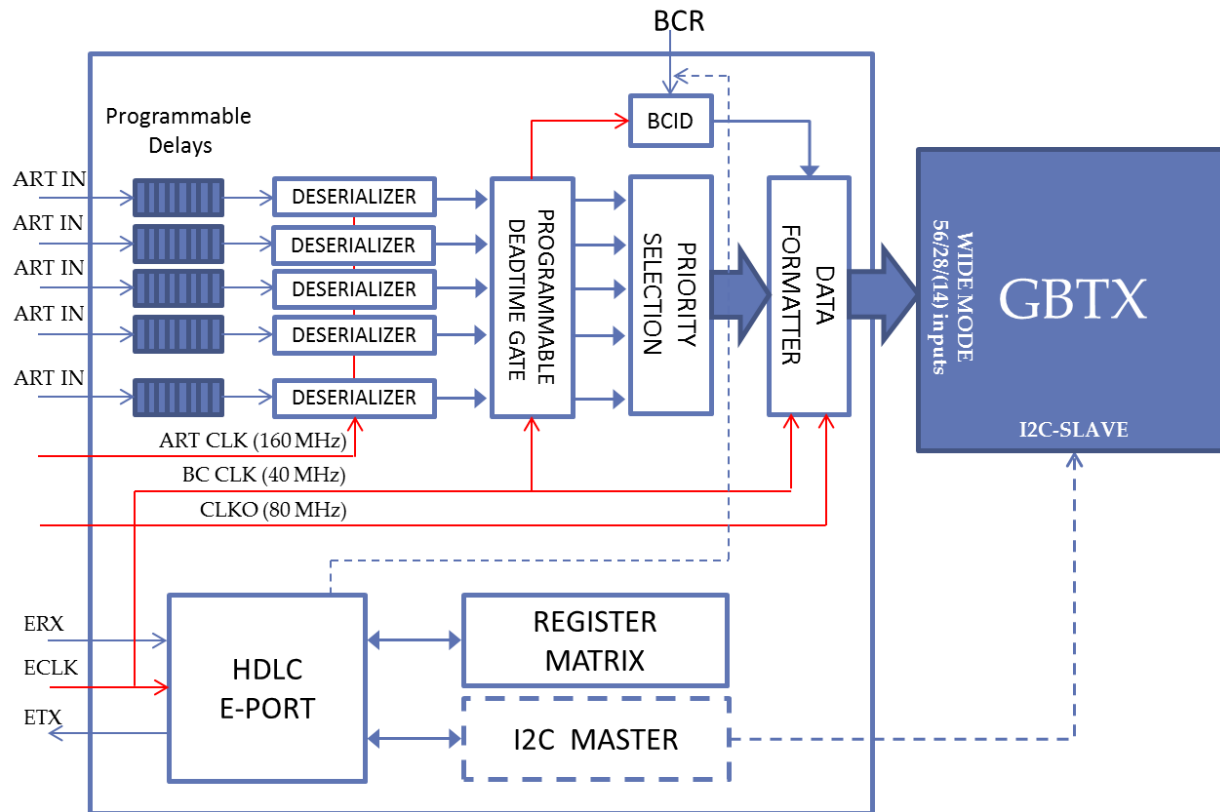 BCR
Programmable
Delays
BCID
ART IN
ART IN
ART IN
ART IN
ART IN
DESERIALIZER
DESERIALIZER
DESERIALIZER
DESERIALIZER
DESERIALIZER
PROGRAMMABLE
DEADTIME GATE
PRIORITY
SELECTION
DATA
FORMATTER
WIDE MODE
56/28/(14) inputs
GBTX
I2C-SLAVE
ART CLK (160 MHz)
BC CLK (40 MHz)
CLKO (80 MHz)
ERX
ECLK
ETX
HDLC
E-PORT
REGISTER
MATRIX
I2C MASTER